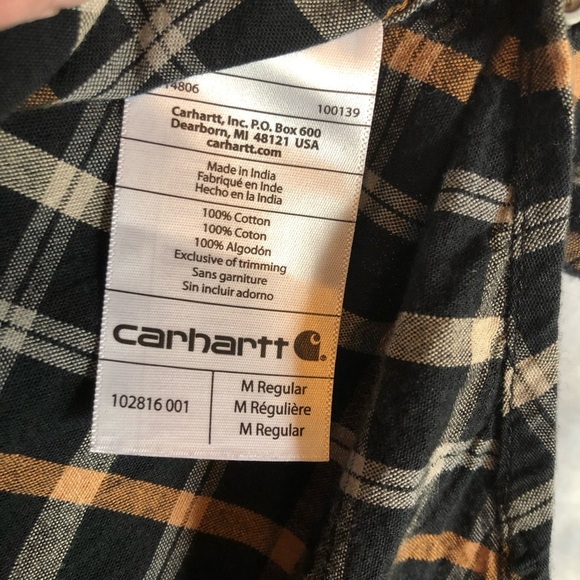 100139
Carhartt, Inc. P.O. Box 600
Dearborn, MI 48121 USA
carhartt.com
Made in India
Fabriqué en Inde
Hecho en la India
100% Cotton
100% Coton
100% Algodón
Exclusive of trimming
Sans garniture
Sin incluir adorno
carhartt
102816 001
M Regular
M Régulière
M Regular